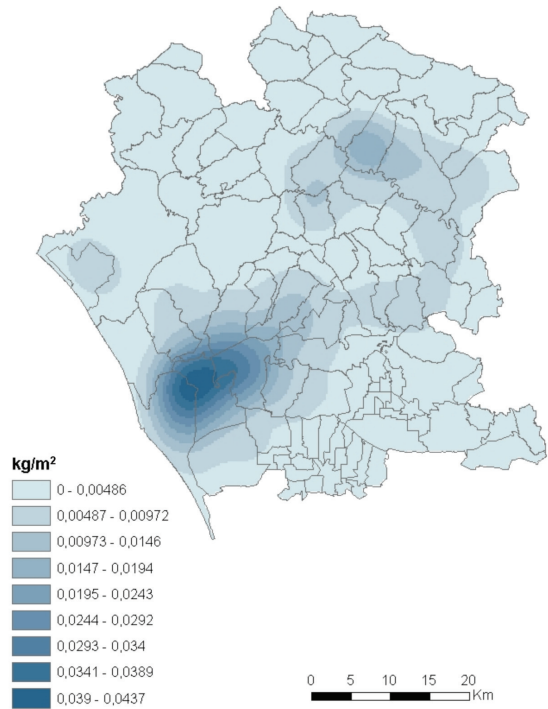 kg/m²
0 - 0,00486
0,00487 - 0,00972
0,00973 - 0,0146
0,0147 - 0,0194
0,0195 - 0,0243
0,0244 - 0,0292
0,0293 - 0,034
0,0341 - 0,0389
0,039 - 0,0437
0 5 10 15 20
Km